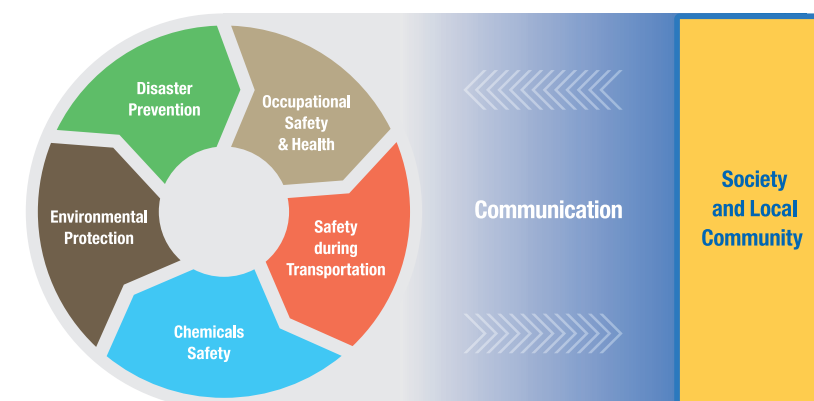 Disaster
Prevention
Occupational
Safety
& Health
Environmental
Protection
Safety
during
Transportation
Chemicals
Safety
Communication
Society
and Local
Community